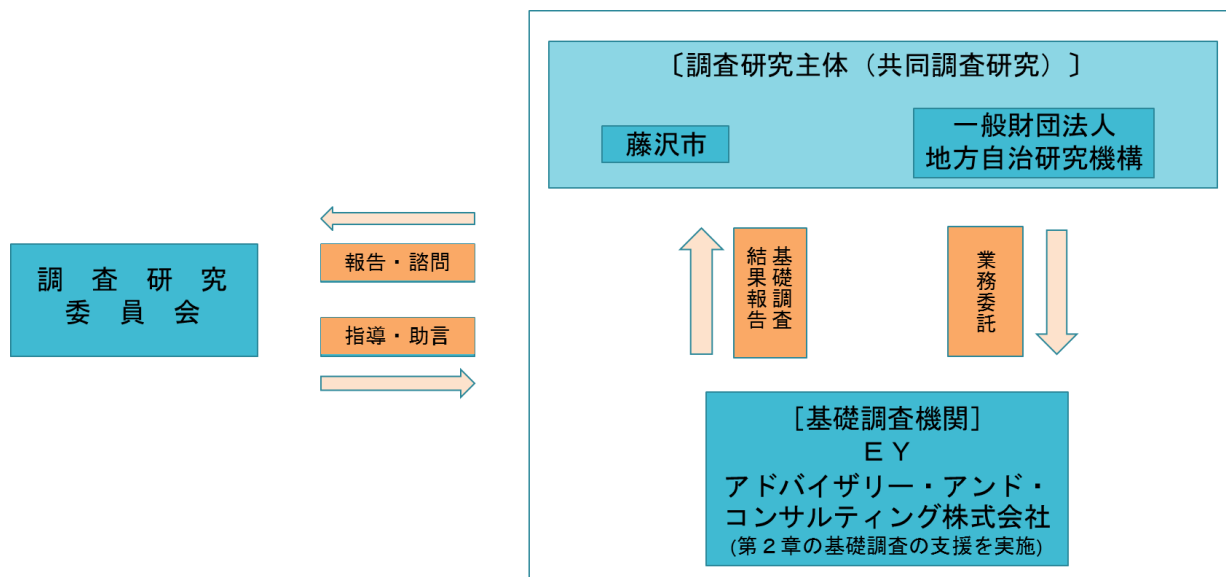 〔調査研究主体（共同調査研究）〕
藤沢市
一般財団法人
地方自治研究機構
報告・諮問
調査研究
委員会
指導・助言
基礎調査
結果報告
業務委託
［基礎調査機関］
ＥＹ
アドバイザリー・アンド・
コンサルティング株式会社
(第２章の基礎調査の支援を実施)